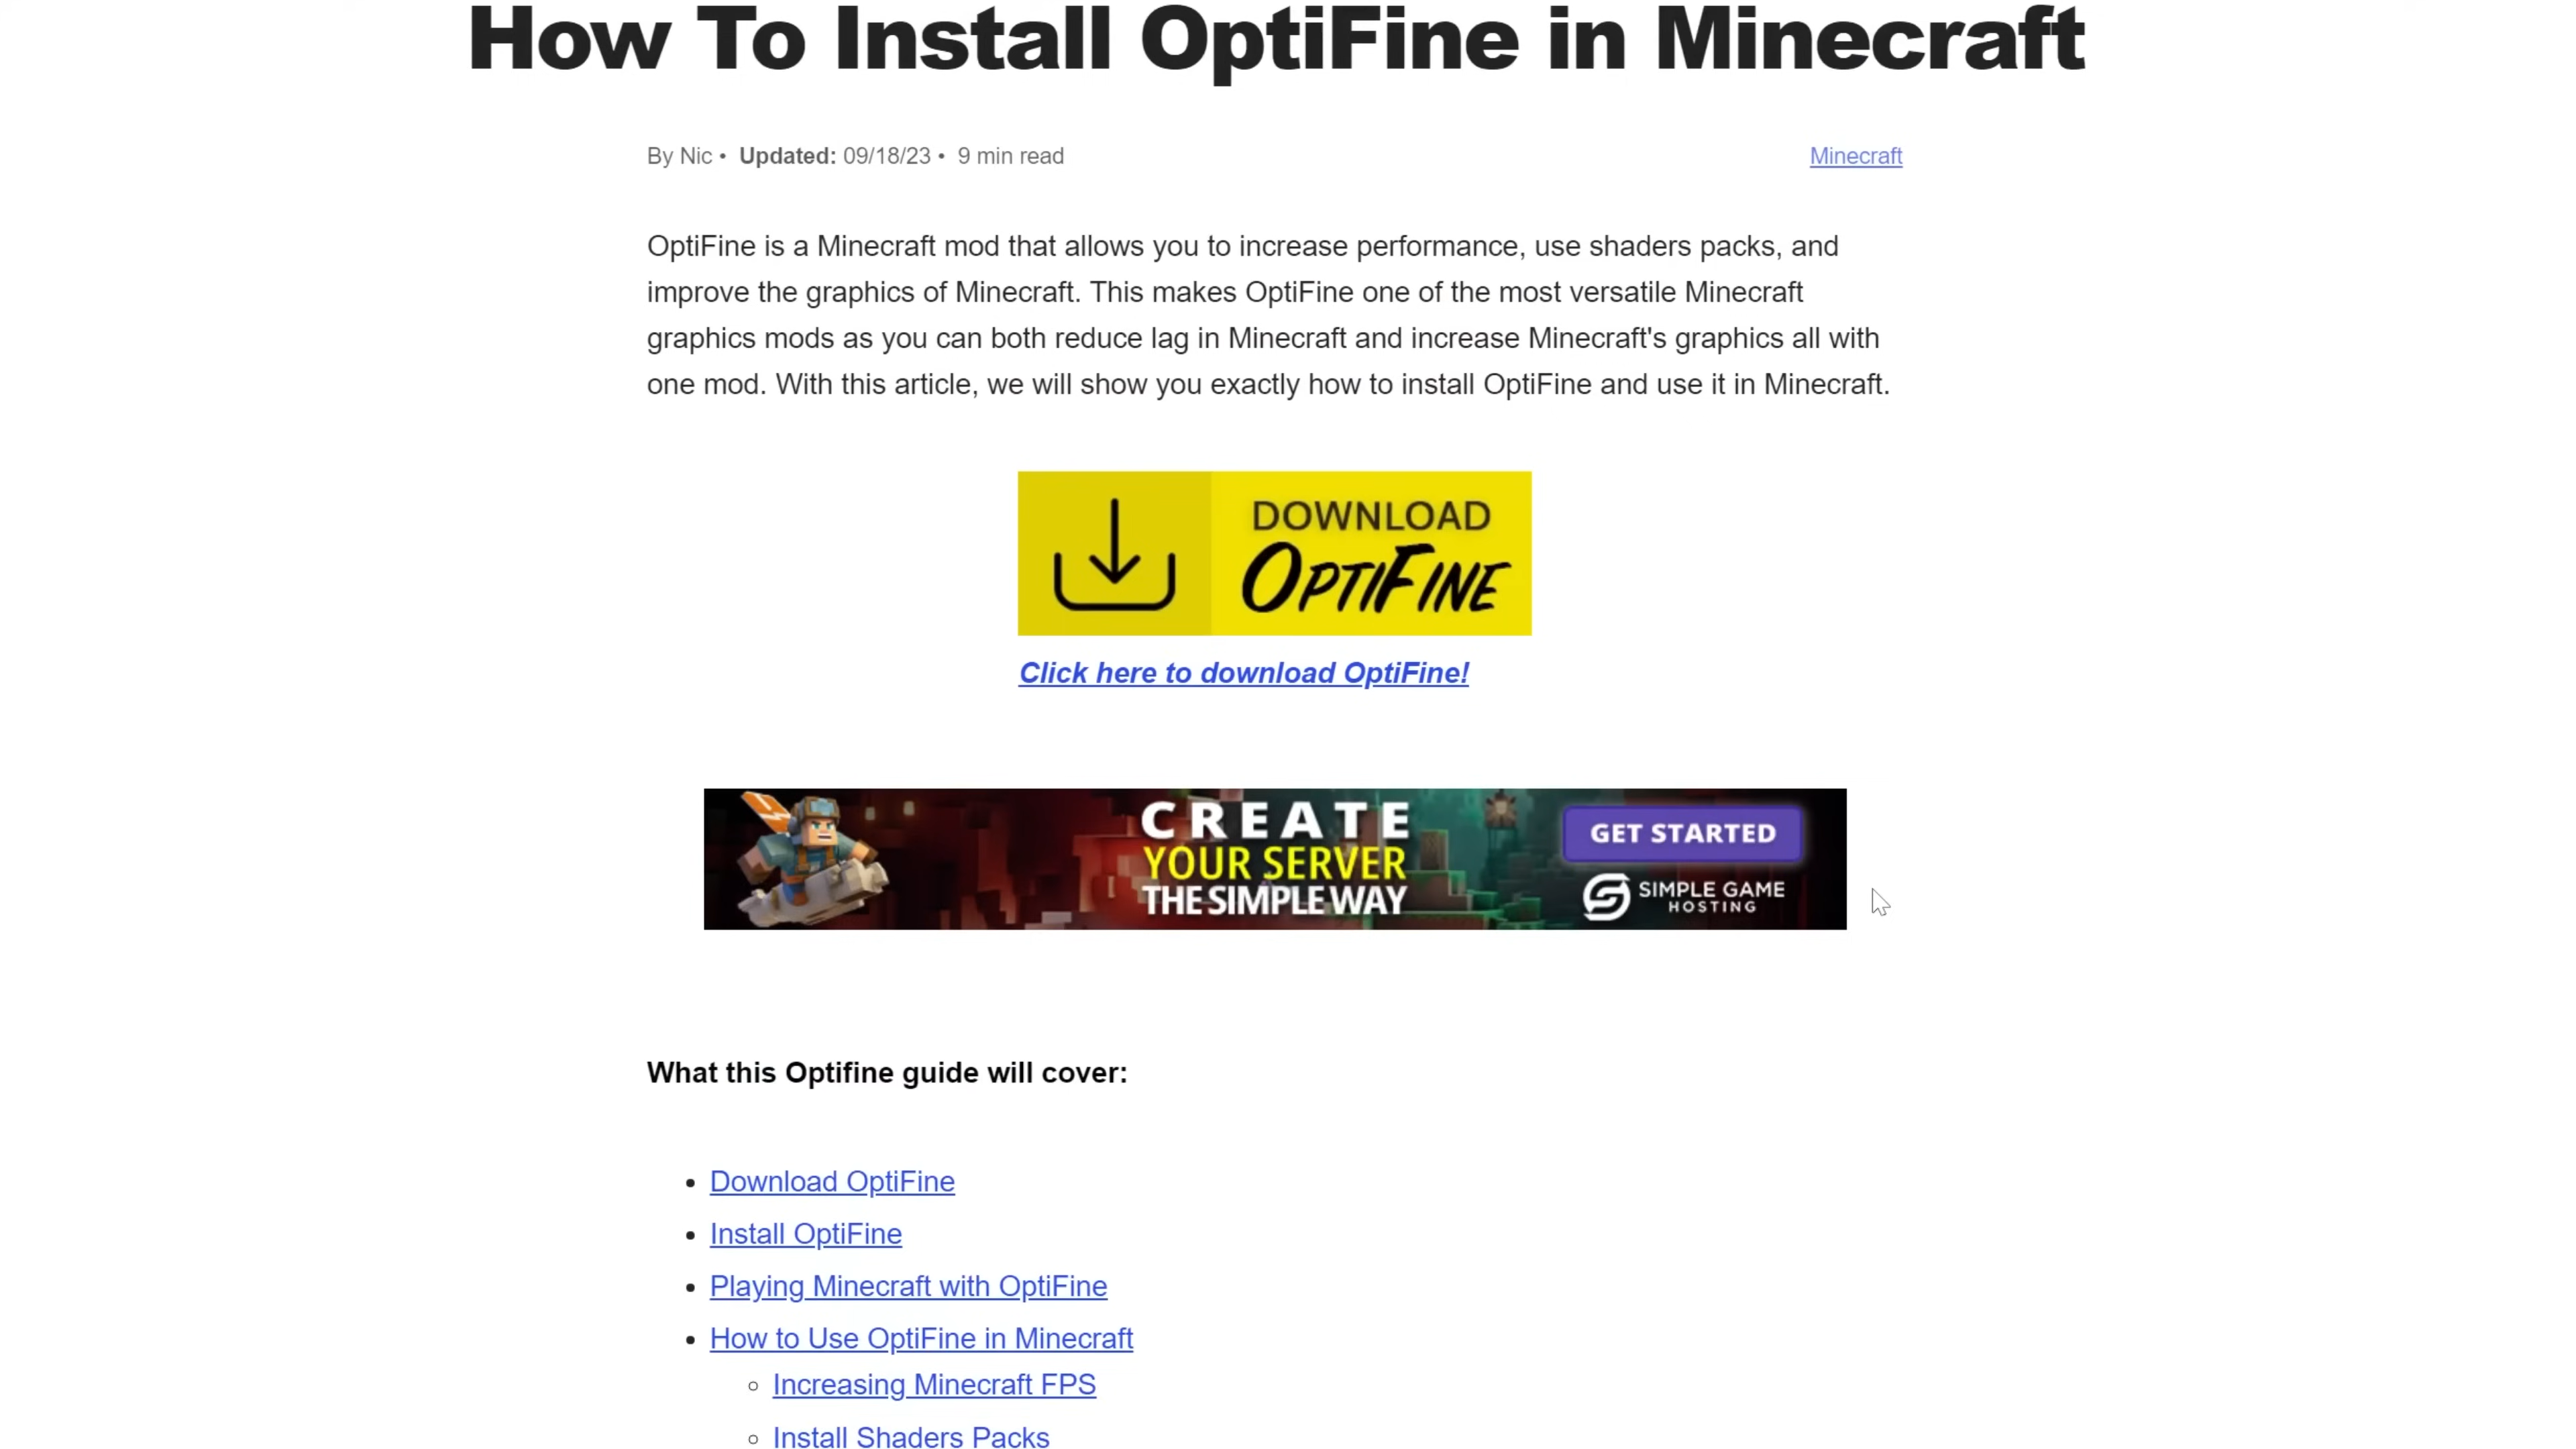 How To Install OptiFine in Minecraft
By Nic • Updated: 09/18/23 • 9 min read
Minecraft
OptiFine is a Minecraft mod that allows you to increase performance, use shaders packs, and
improve the graphics of Minecraft. This makes OptiFine one of the most versatile Minecraft
graphics mods as you can both reduce lag in Minecraft and increase Minecraft's graphics all with
one mod. With this article, we will show you exactly how to install OptiFine and use it in Minecraft.
DOWNLOAD
OPTIFINE
Click here to download OptiFine!
CREATE
YOUR SERVER
THE SIMPLE WAY
GET STARTED
SIMPLE GAME
HOSTING
What this Optifine guide will cover:
• Download OptiFine
• Install OptiFine
• Playing Minecraft with OptiFine
• How to Use OptiFine in Minecraft
◦ Increasing Minecraft FPS
◦ Install Shaders Packs